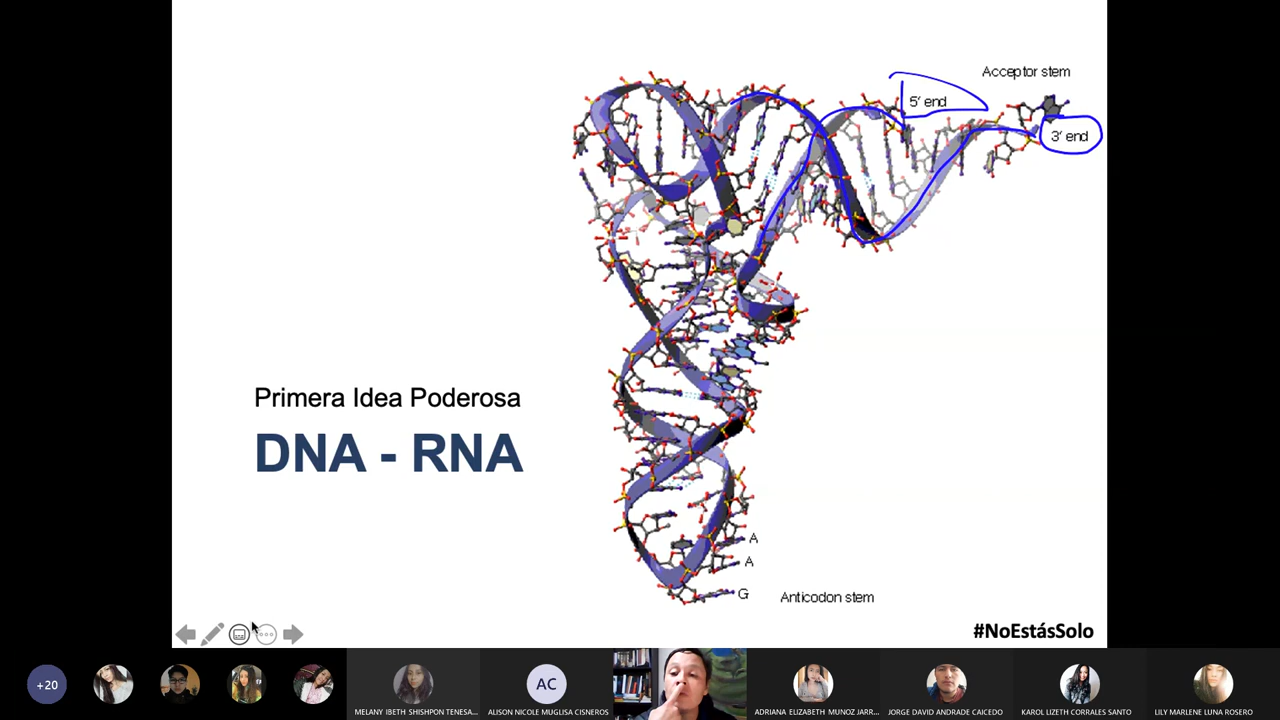 Acceptor stem
5' end
3' end
Primera Idea Poderosa
DNA - RNA
A
A
G
Anticodon stem
#NoEstásSolo
+20
MELANY IBETH SHISHPON TENESA...
AC
ALISON NICOLE MUGLISA CISNEROS
ADRIANA ELIZABETH MUNOZ JARR...
JORGE DAVID ANDRADE CAICEDO
KAROL LIZETH CORRALES SANTO
LILY MARLENE LUNA ROSERO